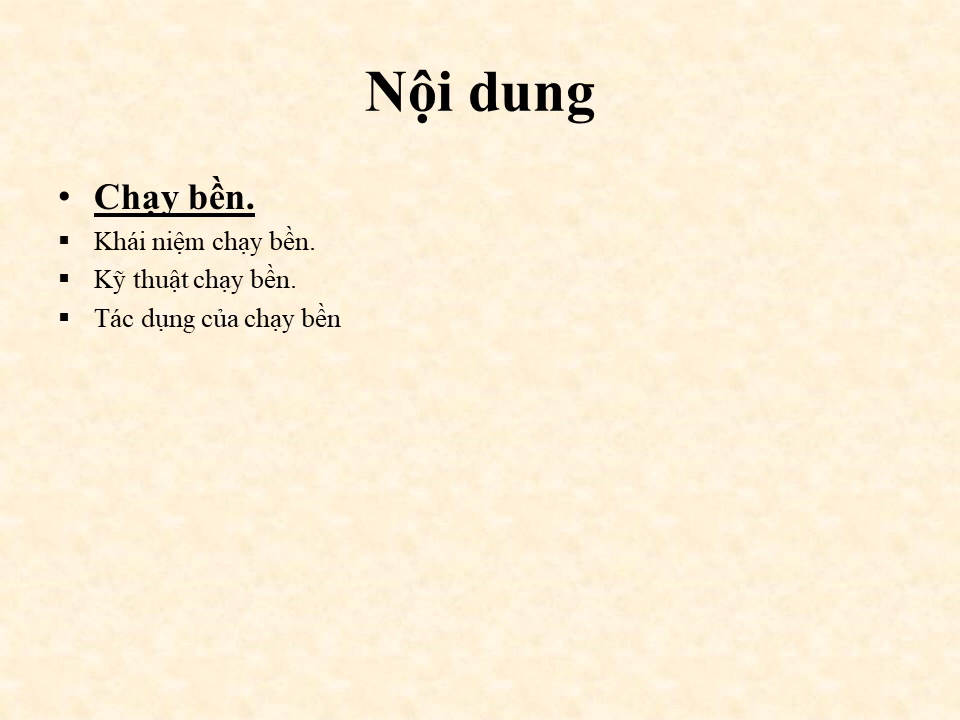 Nội dung
• Chạy bền.
▪ Khái niệm chạy bền.
▪ Kỹ thuật chạy bền.
▪ Tác dụng của chạy bền